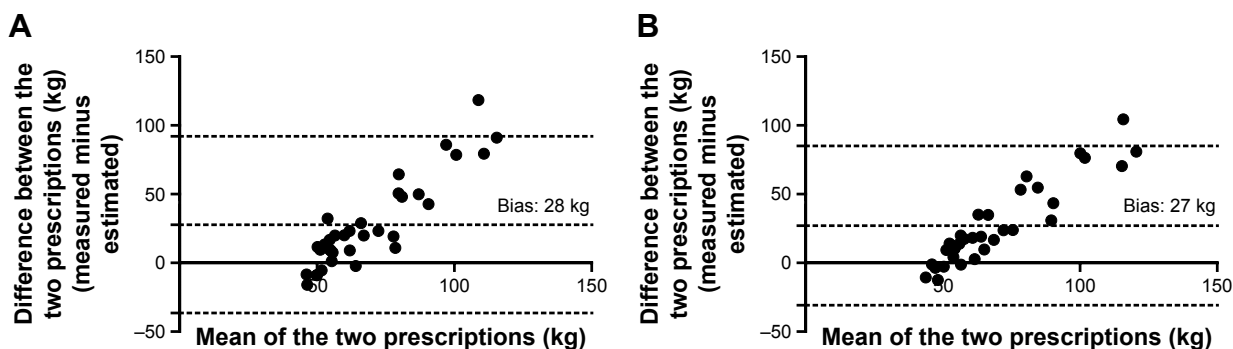 A
Difference between the
two prescriptions (kg)
(measured minus
estimated)
150
100
50
0
–50
Bias: 28 kg
50
100
150
Mean of the two prescriptions (kg)
B
Difference between the
two prescriptions (kg)
(measured minus
estimated)
150
100
50
0
–50
Bias: 27 kg
50
100
150
Mean of the two prescriptions (kg)